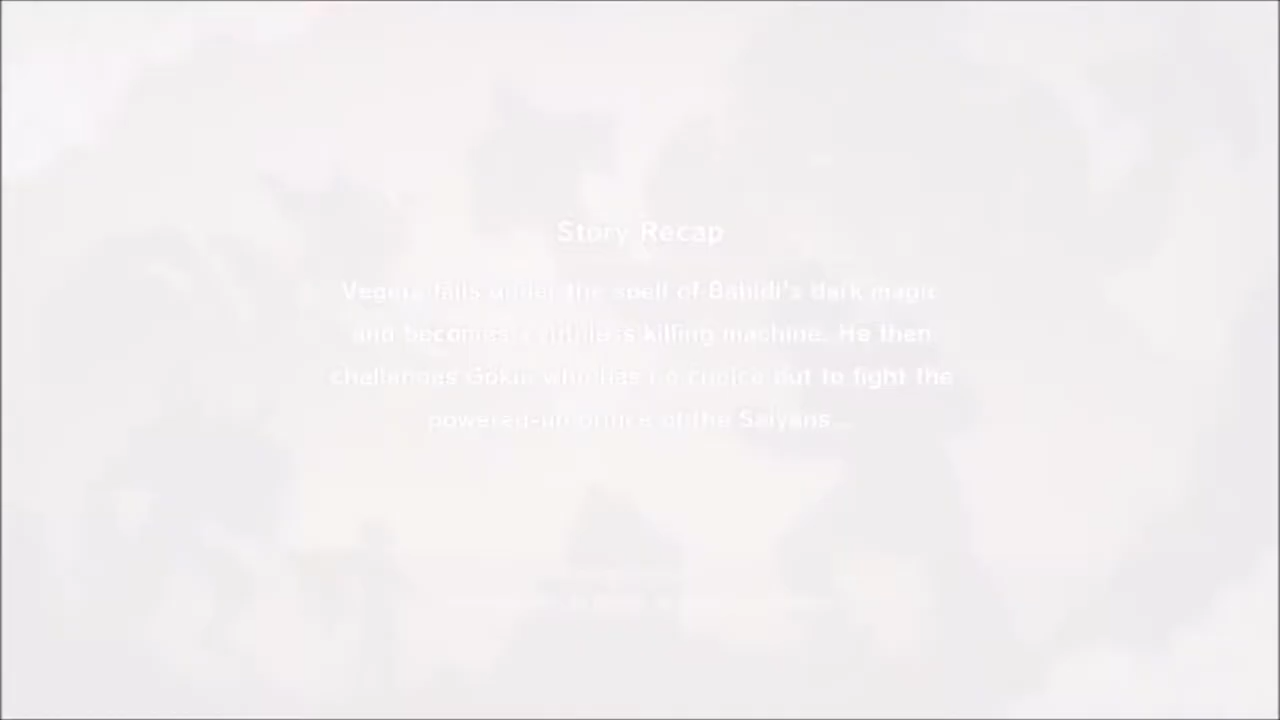 Story Recap
Vegeta falls under the spell of Babidi's dark magic
and becomes a ruthless killing machine. He then
challenges Goku who has no choice but to fight the
powered-up prince of the Saiyans...